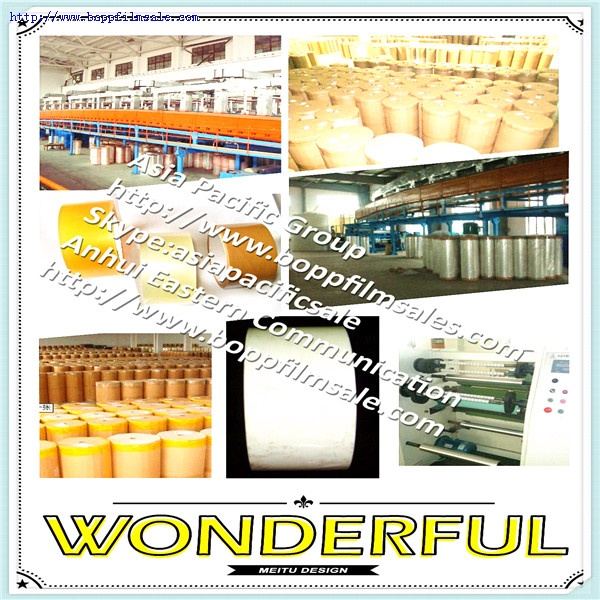 http://www.boppfilmsale.com
Asia Pacific Group
http://www.boppfilmsales.com
Skype:asiapacificsale
Anhui Eastern Communication
http://www.boppfilmsale.com
WONDERFUL
MEITU DESIGN